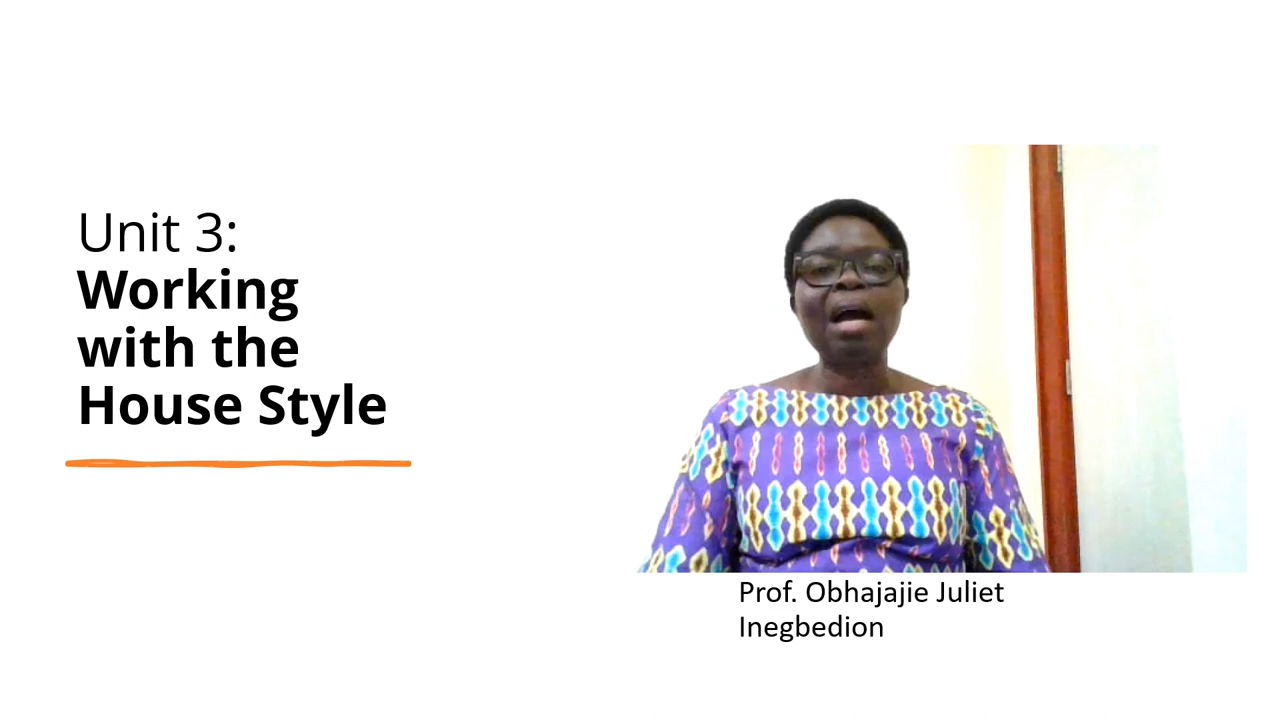 Unit 3:
Working
with the
House Style
Prof. Obhajajie Juliet
Inegbedion